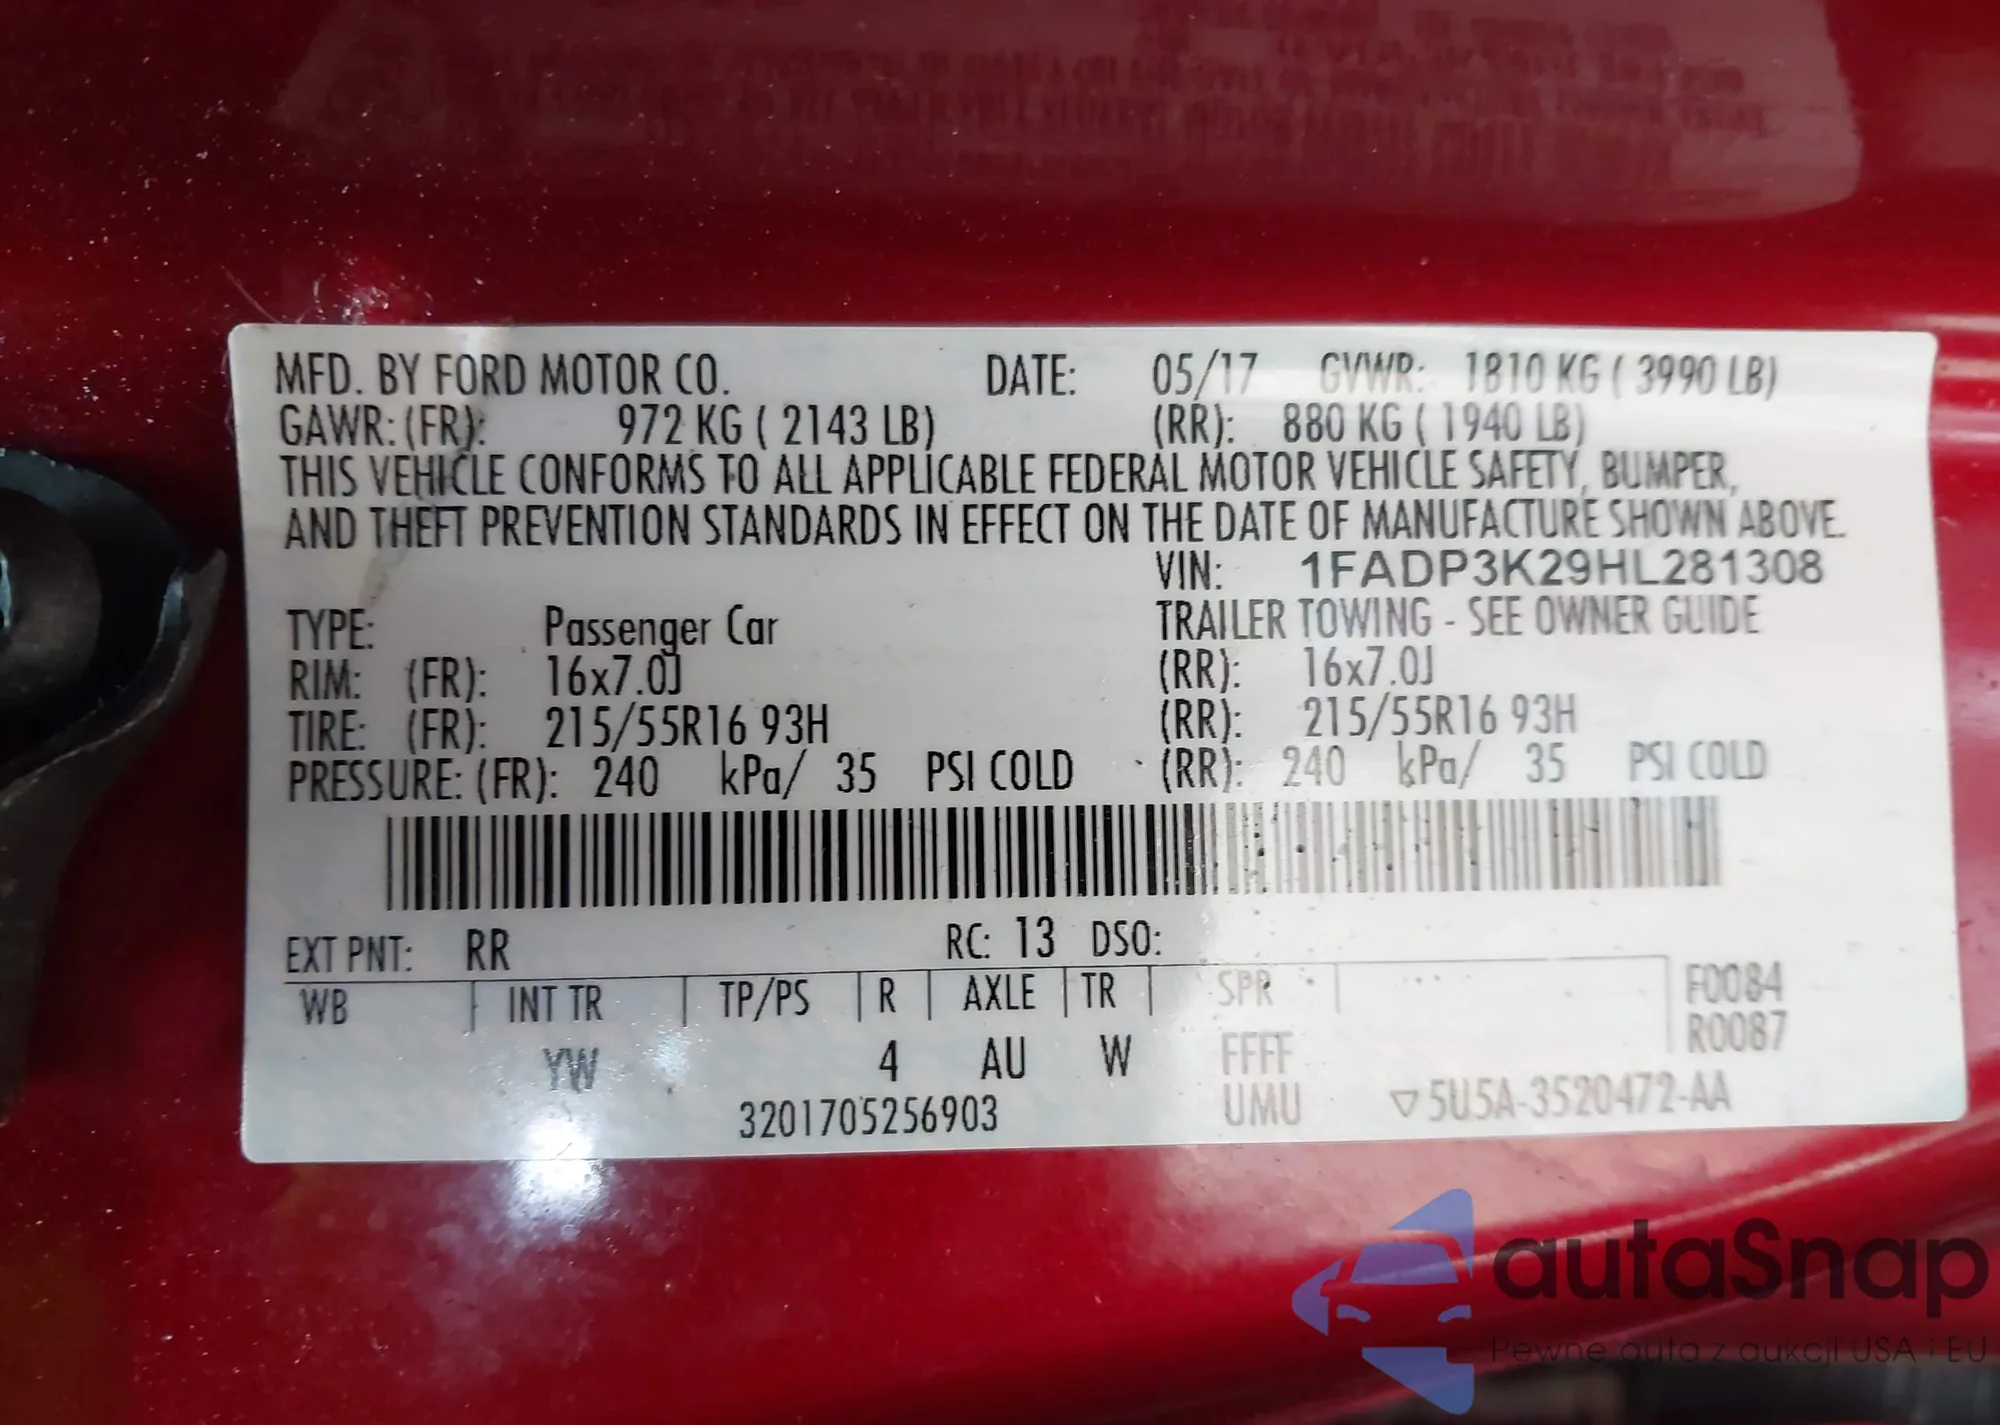 MFD. BY FORD MOTOR CO. DATE: 05/17 GVWR: 1810 KG ( 3990 LB)
GAWR: (FR): 972 KG ( 2143 LB) (RR): 880 KG ( 1940 LB)
THIS VEHICLE CONFORMS TO ALL APPLICABLE FEDERAL MOTOR VEHICLE SAFETY, BUMPER,
AND THEFT PREVENTION STANDARDS IN EFFECT ON THE DATE OF MANUFACTURE SHOWN ABOVE.
VIN: 1FADP3K29HL281308
TYPE: Passenger Car TRAILER TOWING - SEE OWNER GUIDE
RIM: (FR): 16x7.0J (RR): 16x7.0J
TIRE: (FR): 215/55R16 93H (RR): 215/55R16 93H
PRESSURE: (FR): 240 kPa/ 35 PSI COLD (RR): 240 kPa/ 35 PSI COLD
EXT PNT: RR RC: 13 DSO:
WB INT TR TP/PS R AXLE TR SPR F0084
R0087
YW 4 AU W FFFF
3201705256903 UMU ▽5U5A-3520472-AA
autaSnap
Pewne auta z aukcji USA i EU